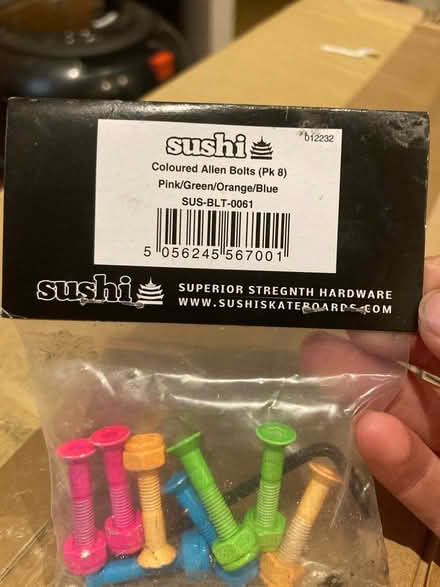 sushi
012232
Coloured Allen Bolts (Pk 8)
Pink/Green/Orange/Blue
SUS-BLT-0061
5 056245 567001
sushi
SUPERIOR STREGNTH HARDWARE
WWW.SUSHISKATEBOARDS.COM